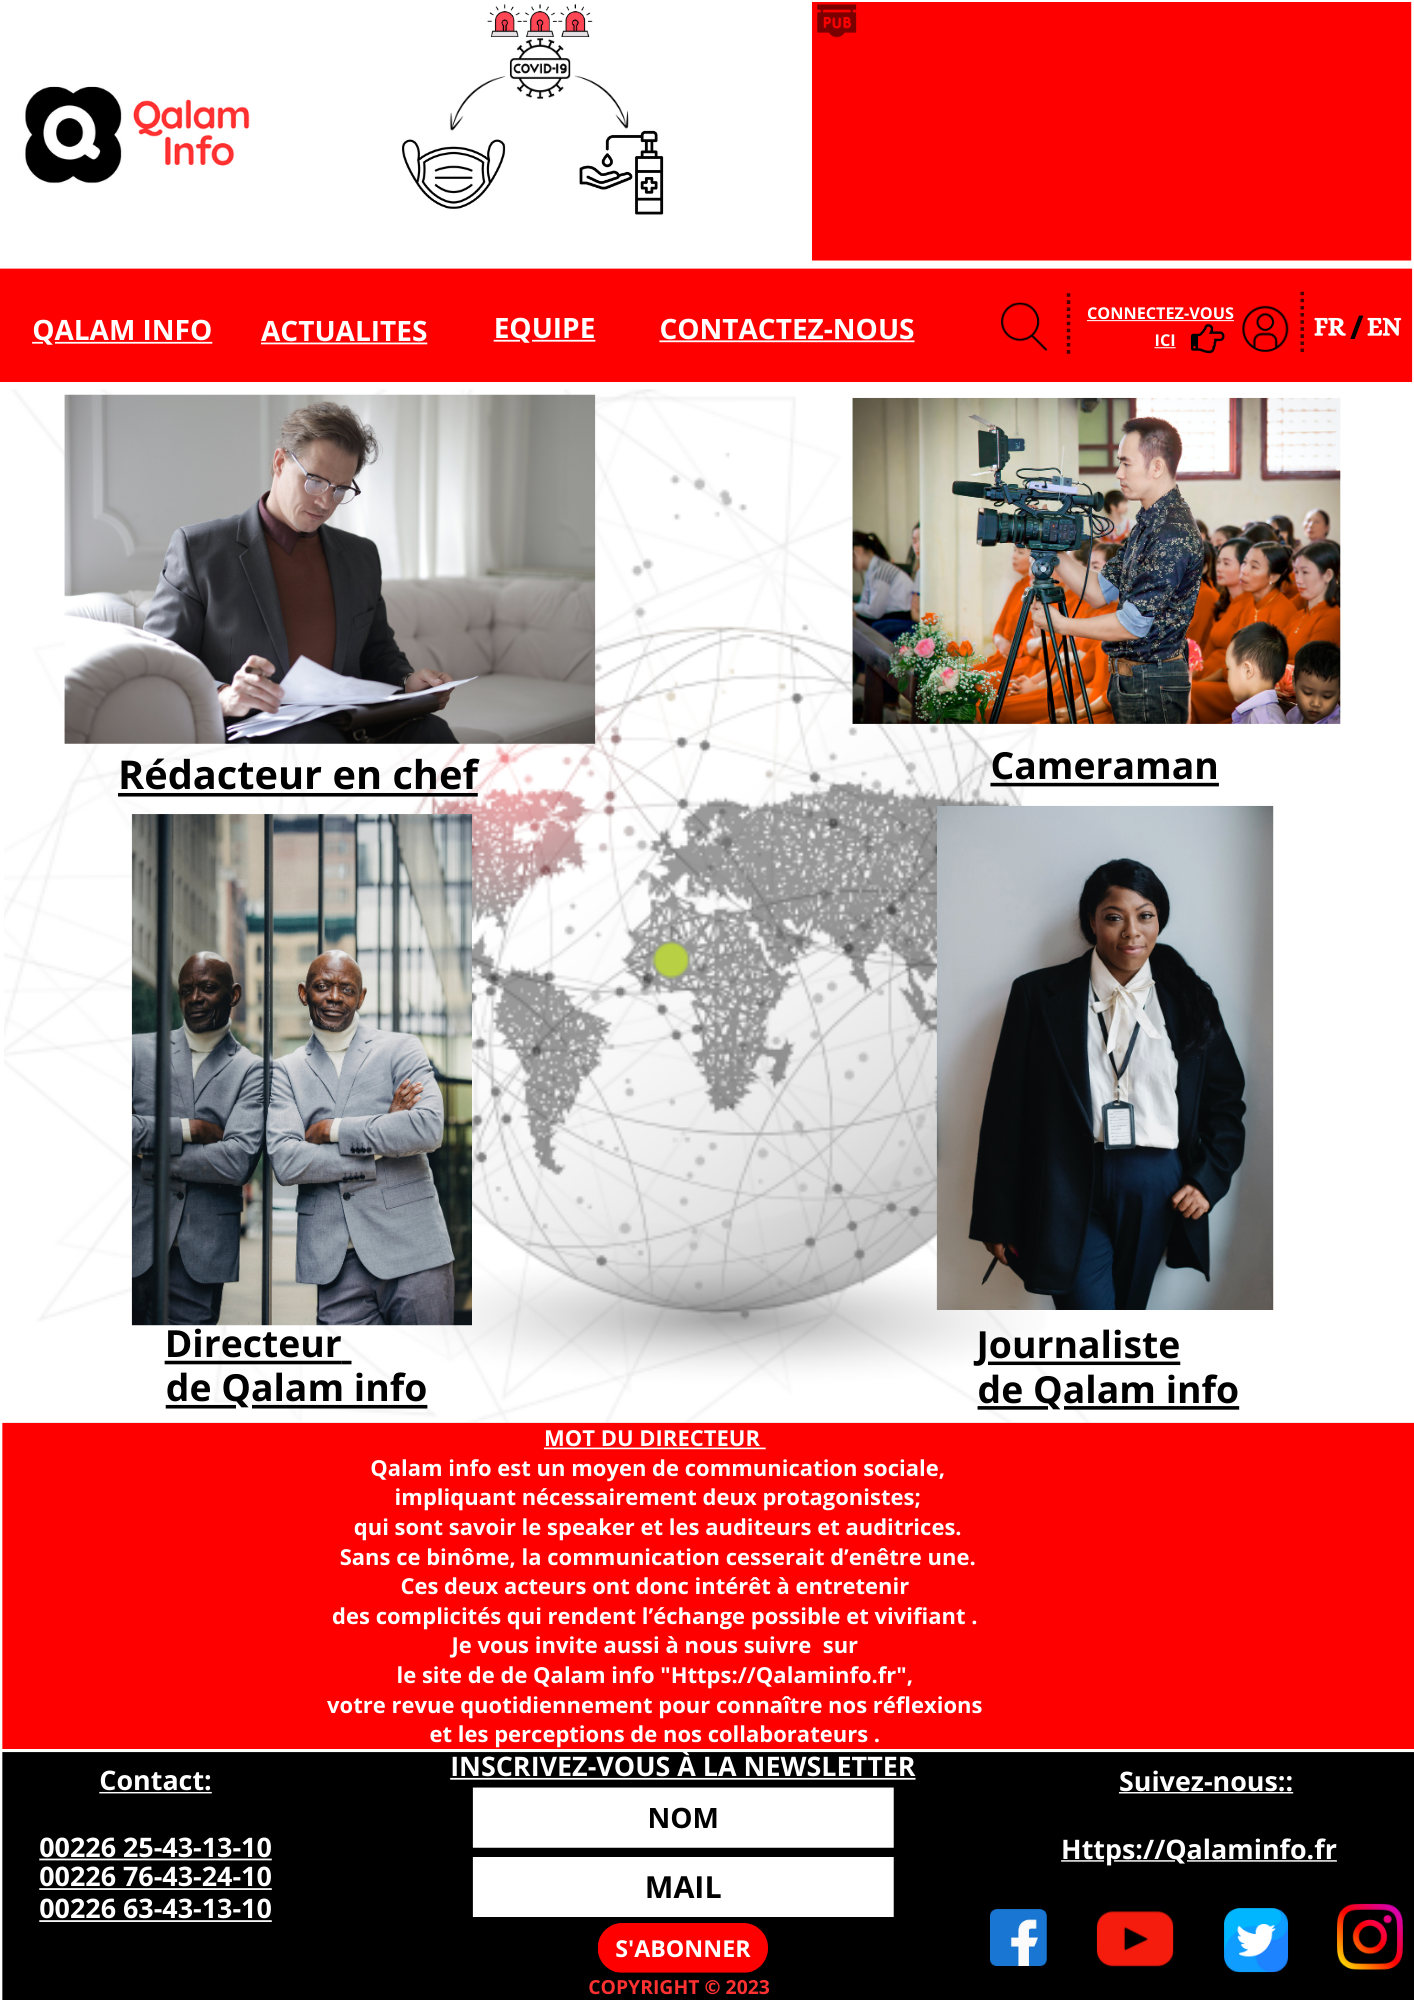 PUB
COVID-19
Qalam
Info
QALAM INFO
ACTUALITES
EQUIPE
CONTACTEZ-NOUS
CONNECTEZ-VOUS
ICI
FR / EN
Rédacteur en chef
Cameraman
Directeur
de Qalam info
Journaliste
de Qalam info
MOT DU DIRECTEUR
Qalam info est un moyen de communication sociale,
impliquant nécessairement deux protagonistes;
qui sont savoir le speaker et les auditeurs et auditrices.
Sans ce binôme, la communication cesserait d’enêtre une.
Ces deux acteurs ont donc intérêt à entretenir
des complicités qui rendent l’échange possible et vivifiant .
Je vous invite aussi à nous suivre  sur
le site de de Qalam info "Https://Qalaminfo.fr",
votre revue quotidiennement pour connaître nos réflexions
et les perceptions de nos collaborateurs .
Contact:
00226 25-43-13-10
00226 76-43-24-10
00226 63-43-13-10
INSCRIVEZ-VOUS À LA NEWSLETTER
NOM
MAIL
S'ABONNER
COPYRIGHT © 2023
Suivez-nous::
Https://Qalaminfo.fr